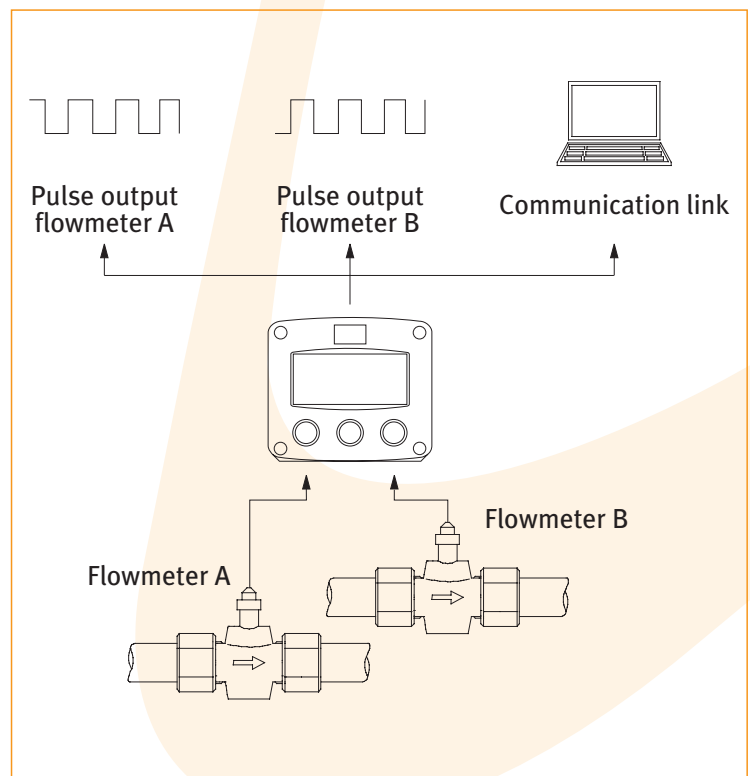 Pulse output
flowmeter A
Pulse output
flowmeter B
Communication link
Flowmeter B
Flowmeter A